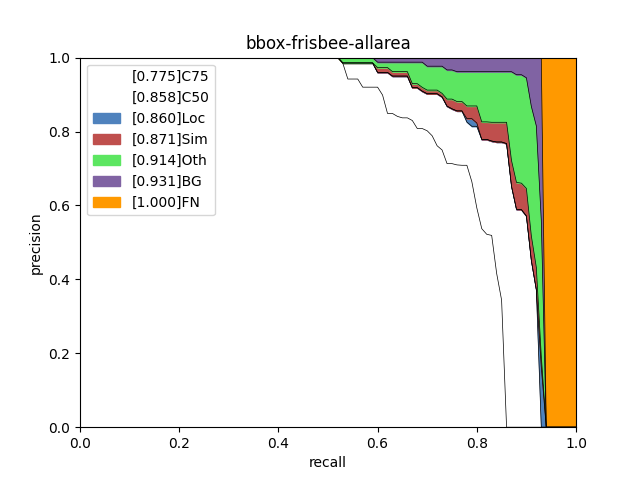 bbox-frisbee-allarea
1.0
0.8
0.6
0.4
0.2
0.0
precision
[0.775]C75
[0.858]C50
[0.860]Loc
[0.871]Sim
[0.914]Oth
[0.931]BG
[1.000]FN
0.0 0.2 0.4 0.6 0.8 1.0
recall